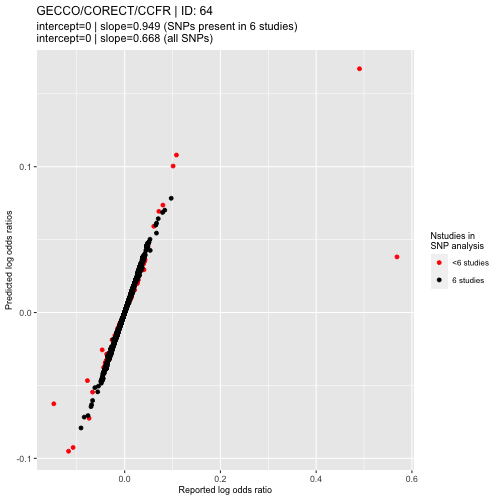 GECCO/CORECT/CCFR | ID: 64
intercept=0 | slope=0.949 (SNPs present in 6 studies)
intercept=0 | slope=0.668 (all SNPs)
0.1
0.0
-0.1
Predicted log odds ratios
0.0
0.2
0.4
0.6
Reported log odds ratio
Nstudies in
SNP analysis
<6 studies
6 studies